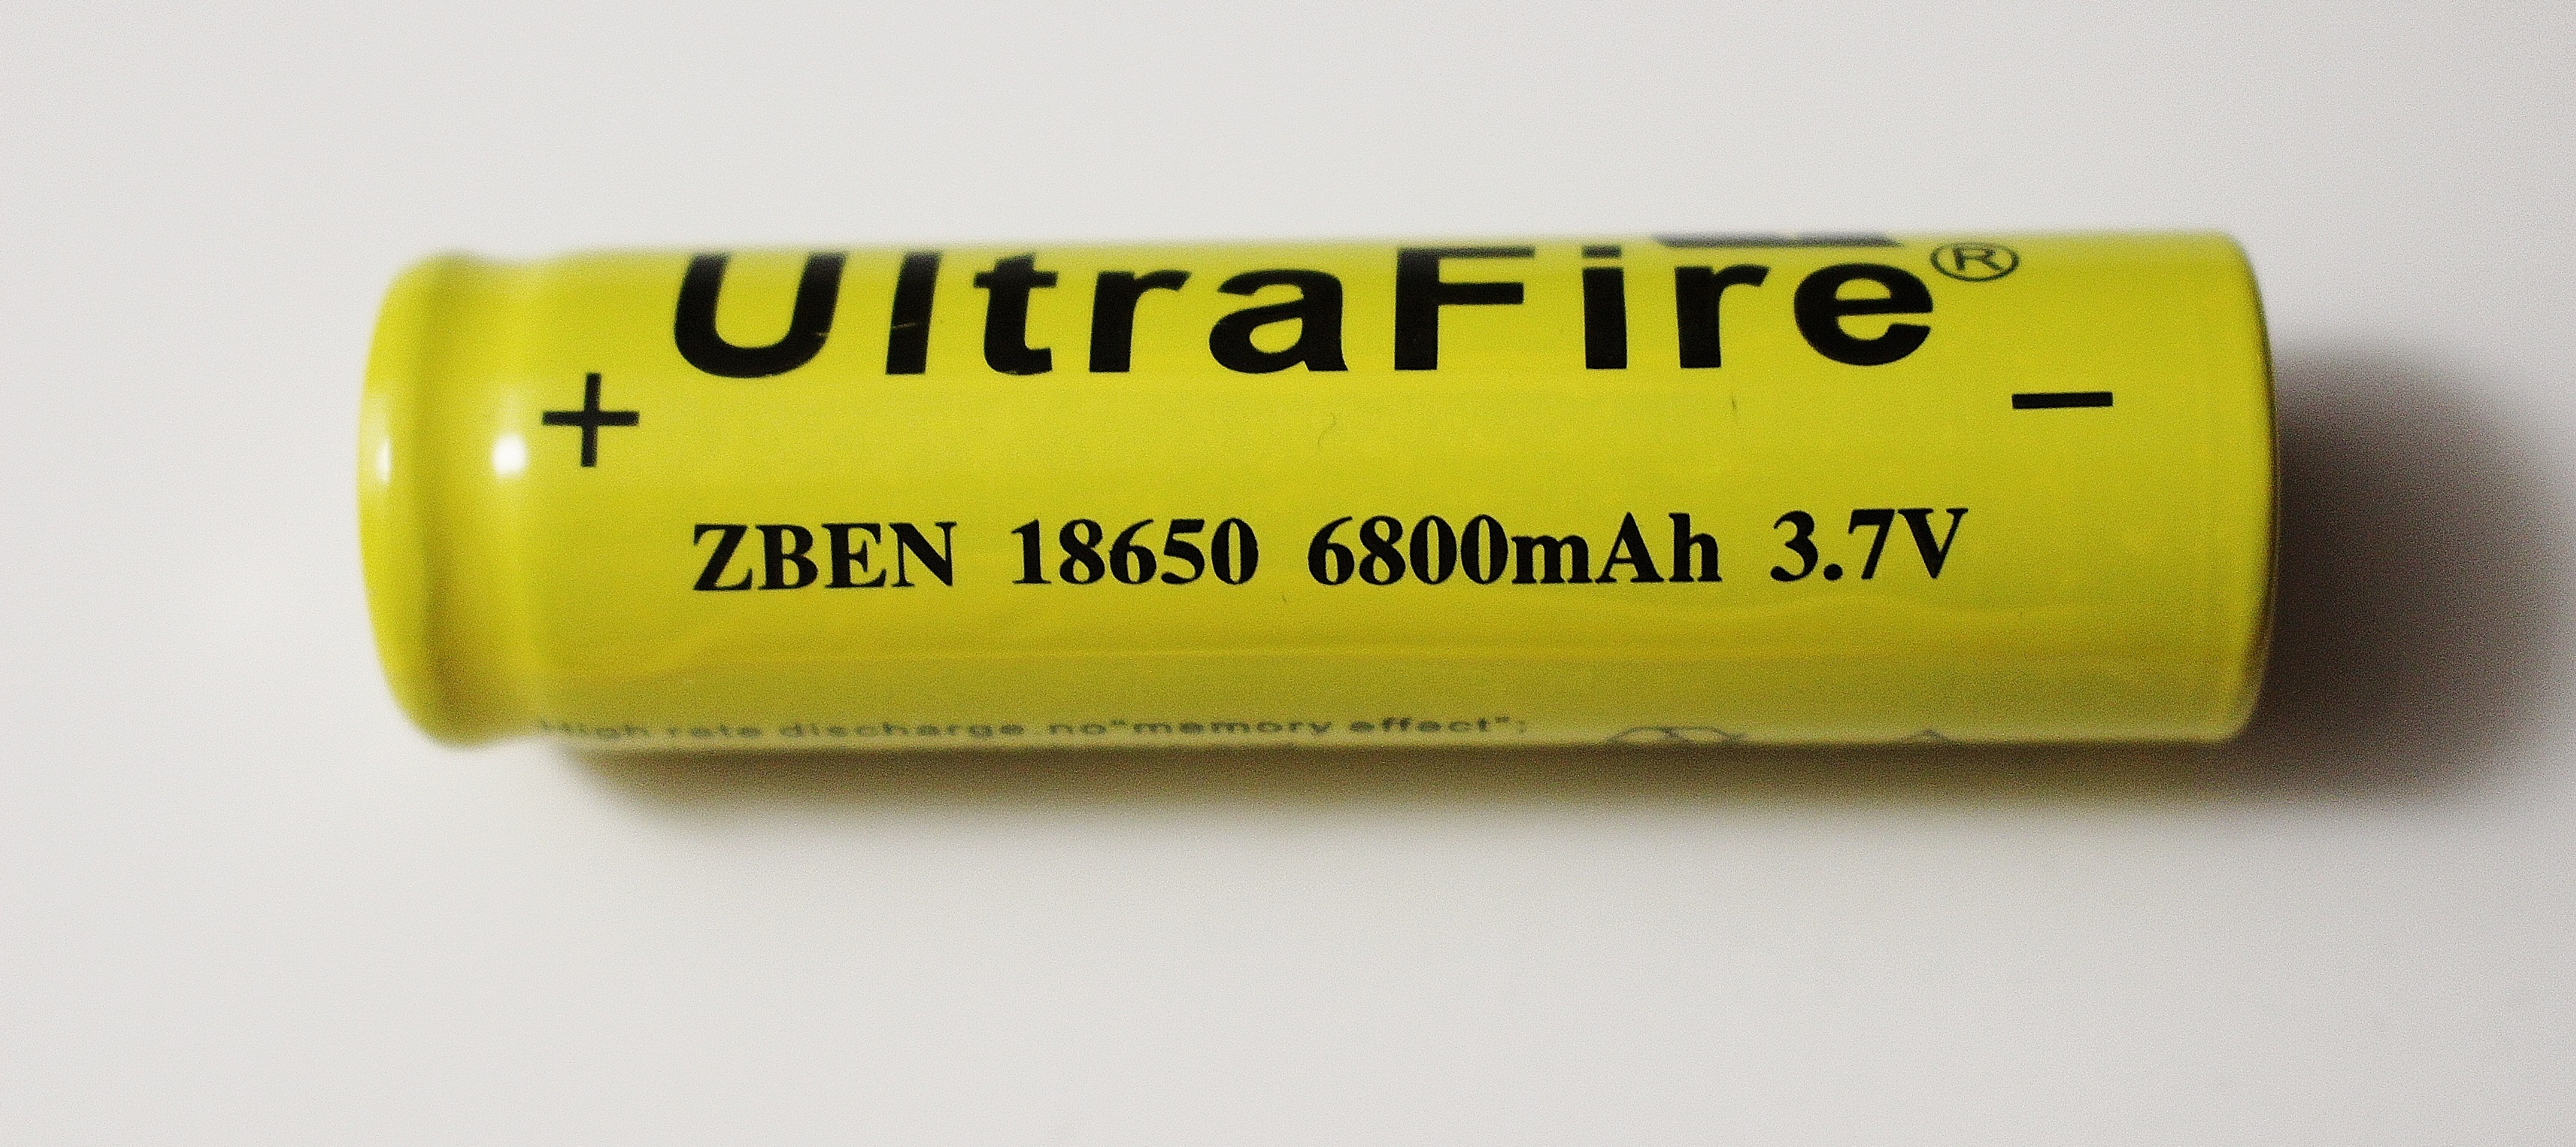 UltraFire®
+ −
ZBEN 18650 6800mAh 3.7V
High rate discharge no"memory effect";